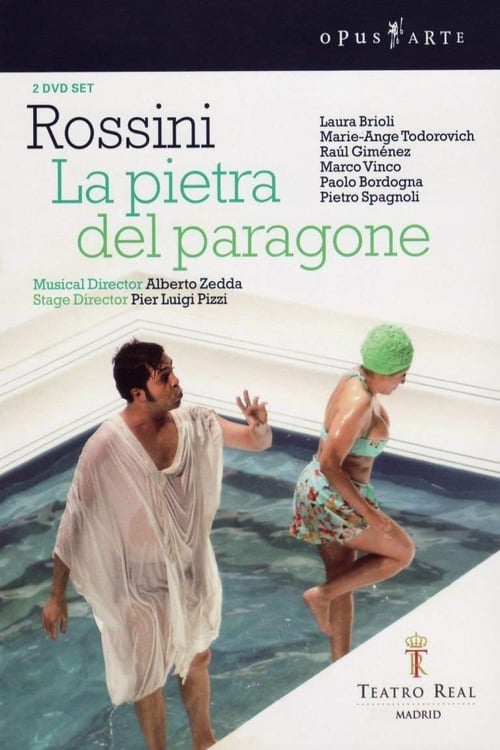 OPUS ARTE
2 DVD SET
Rossini
La pietra
del paragone
Laura Brioli
Marie-Ange Todorovich
Raúl Giménez
Marco Vinco
Paolo Bordogna
Pietro Spagnoli
Musical Director Alberto Zedda
Stage Director Pier Luigi Pizzi
TR
TEATRO REAL
MADRID